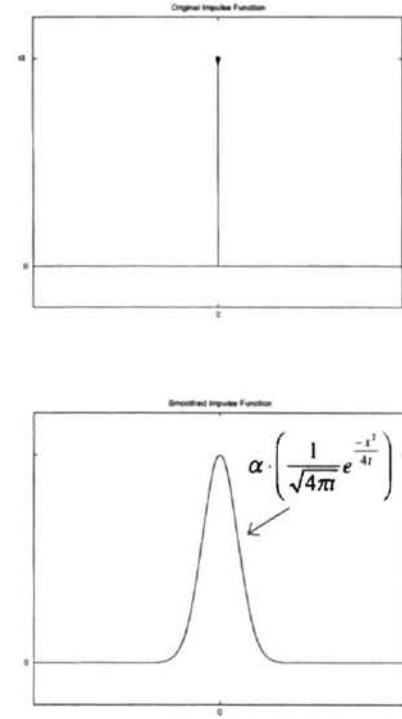 Original Impulse Function
α
0
0
Smoothed Impulse Function
α · ( 1 / √4πt e^(-x² / 4t) )
0
0